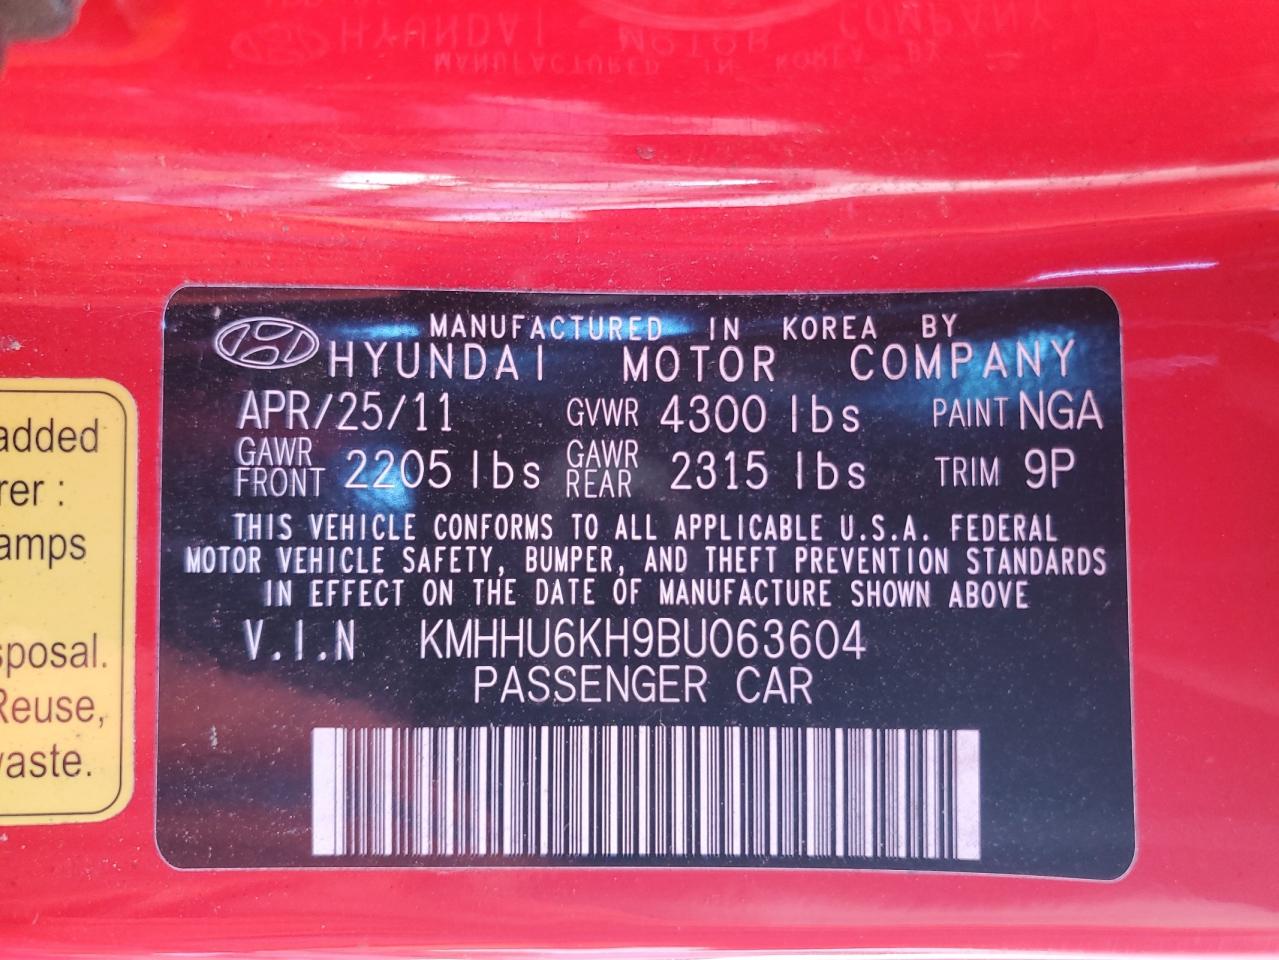 MANUFACTURED IN KOREA BY
HYUNDAI MOTOR COMPANY
APR/25/11 GVWR 4300 lbs PAINT NGA
GAWR FRONT 2205 lbs GAWR REAR 2315 lbs TRIM 9P
THIS VEHICLE CONFORMS TO ALL APPLICABLE U.S.A. FEDERAL
MOTOR VEHICLE SAFETY, BUMPER, AND THEFT PREVENTION STANDARDS
IN EFFECT ON THE DATE OF MANUFACTURE SHOWN ABOVE
V.I.N KMHHU6KH9BU063604
PASSENGER CAR
added
rer :
amps
sposal.
Reuse,
waste.